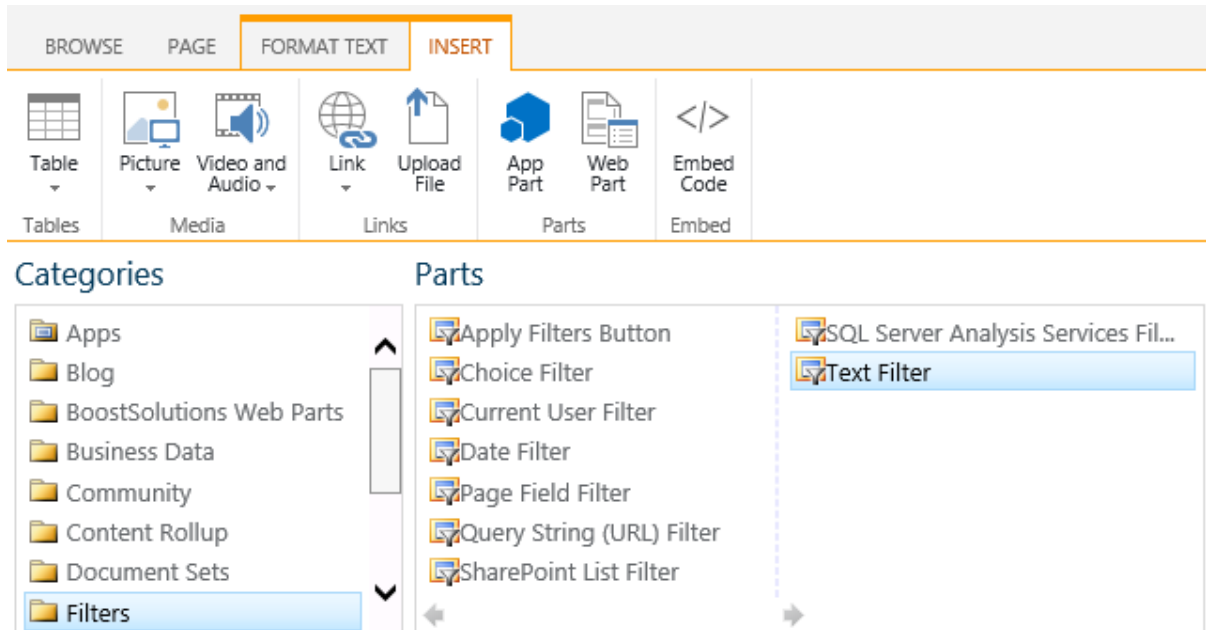 BROWSE PAGE FORMAT TEXT INSERT
Table Picture Video and Audio Link Upload File App Part Web Part Embed Code
Tables Media Links Parts Embed
Categories
Apps
Blog
BoostSolutions Web Parts
Business Data
Community
Content Rollup
Document Sets
Filters
Parts
Apply Filters Button
Choice Filter
Current User Filter
Date Filter
Page Field Filter
Query String (URL) Filter
SharePoint List Filter
SQL Server Analysis Services Fil...
Text Filter